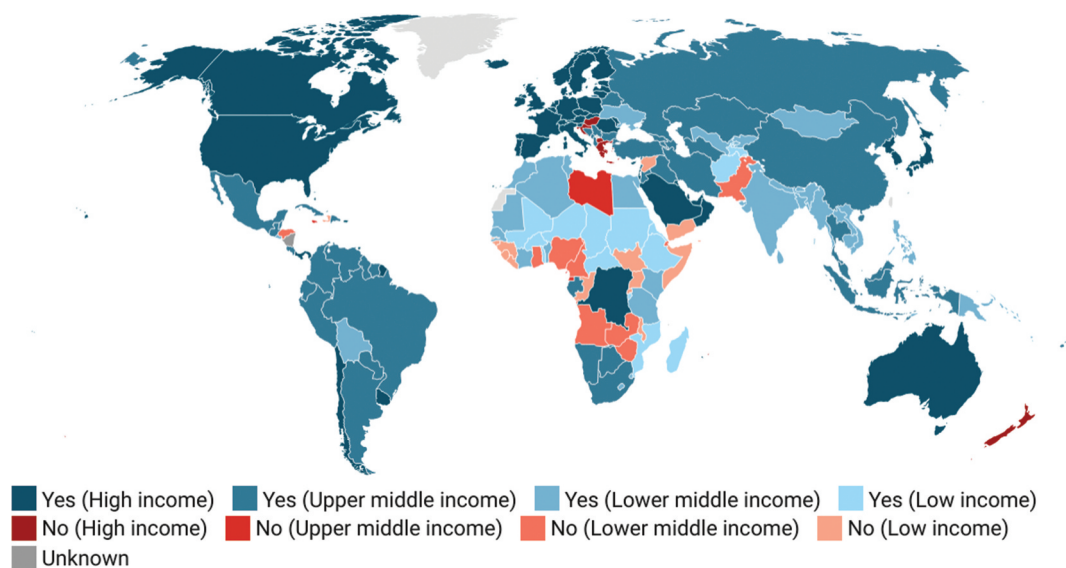 Yes (High income) Yes (Upper middle income) Yes (Lower middle income) Yes (Low income)
No (High income) No (Upper middle income) No (Lower middle income) No (Low income)
Unknown